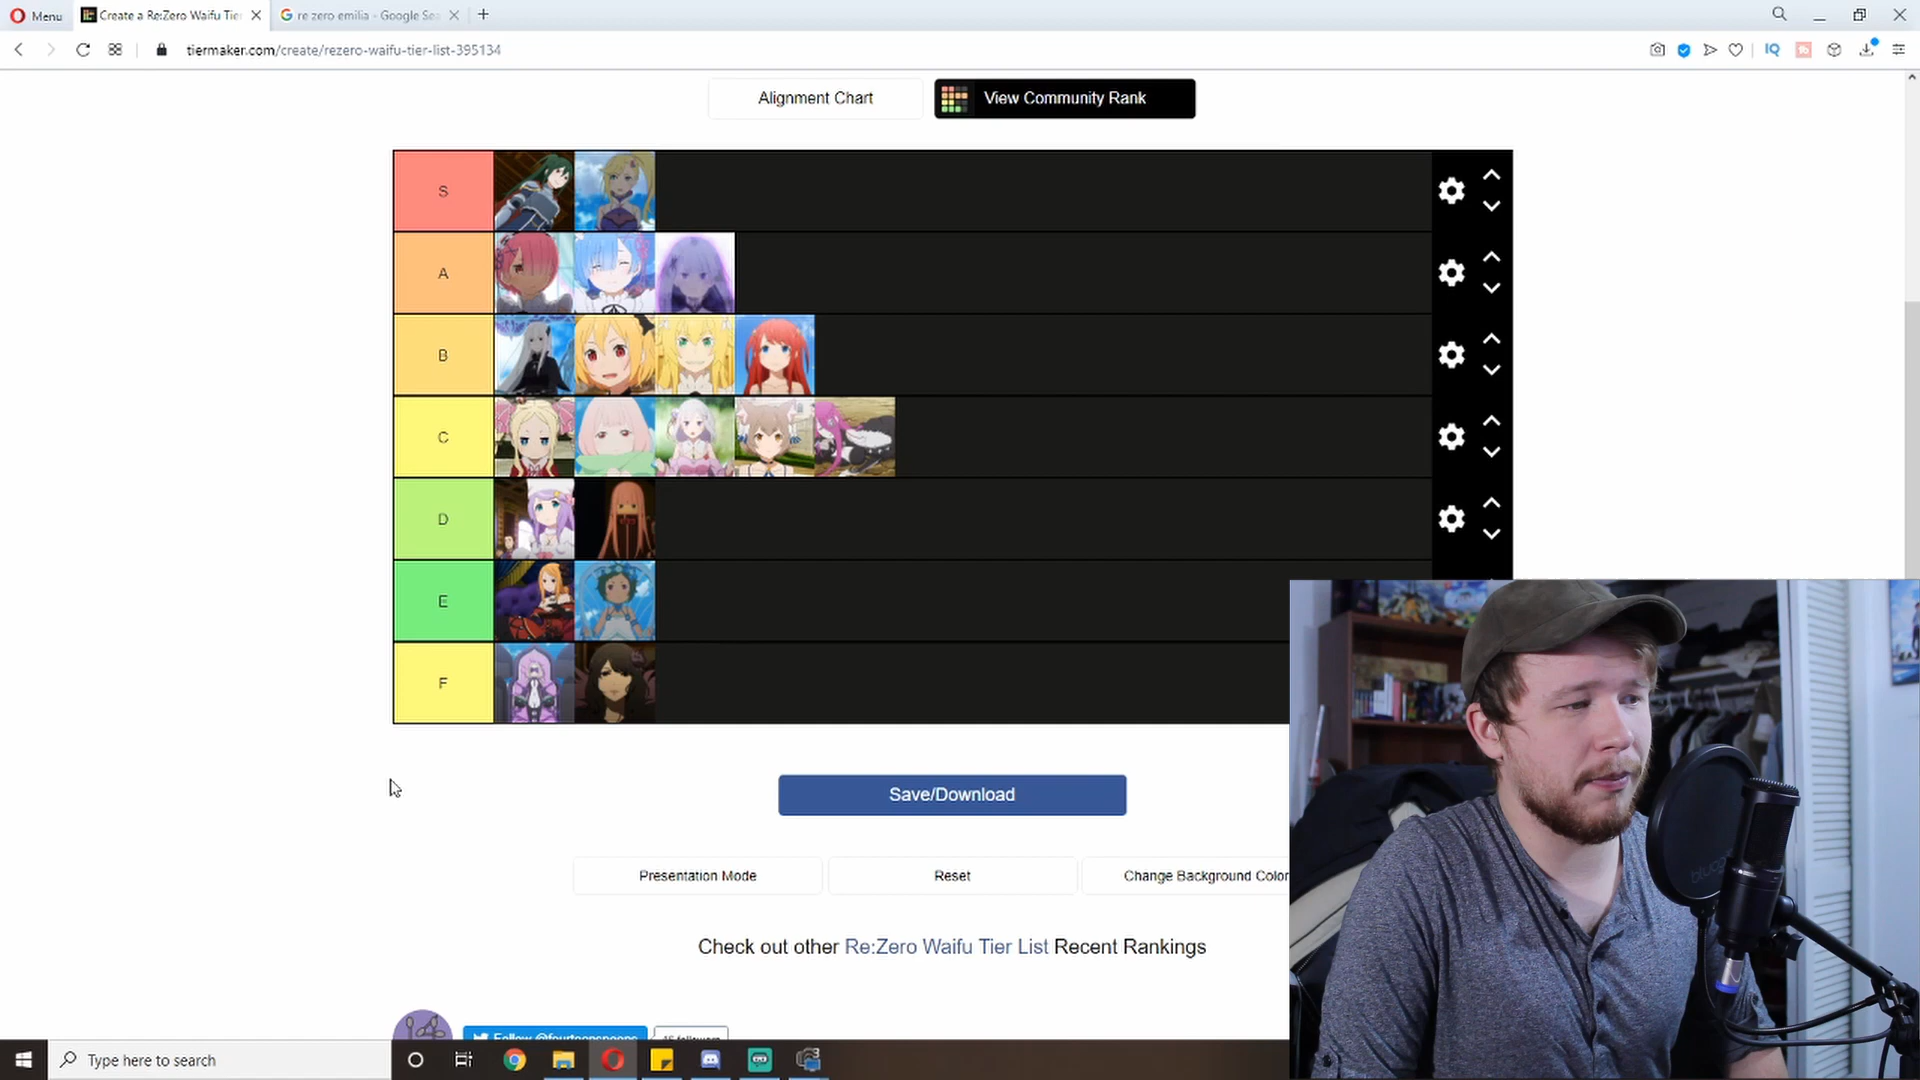 Menu
Create a Re:Zero Waifu Tie
re zero emilia - Google Sea
tiermaker.com/create/rezero-waifu-tier-list-395134
IQ
Alignment Chart
View Community Rank
S
A
B
C
D
E
F
Save/Download
Presentation Mode
Reset
Change Background Color
Check out other Re:Zero Waifu Tier List Recent Rankings
Type here to search